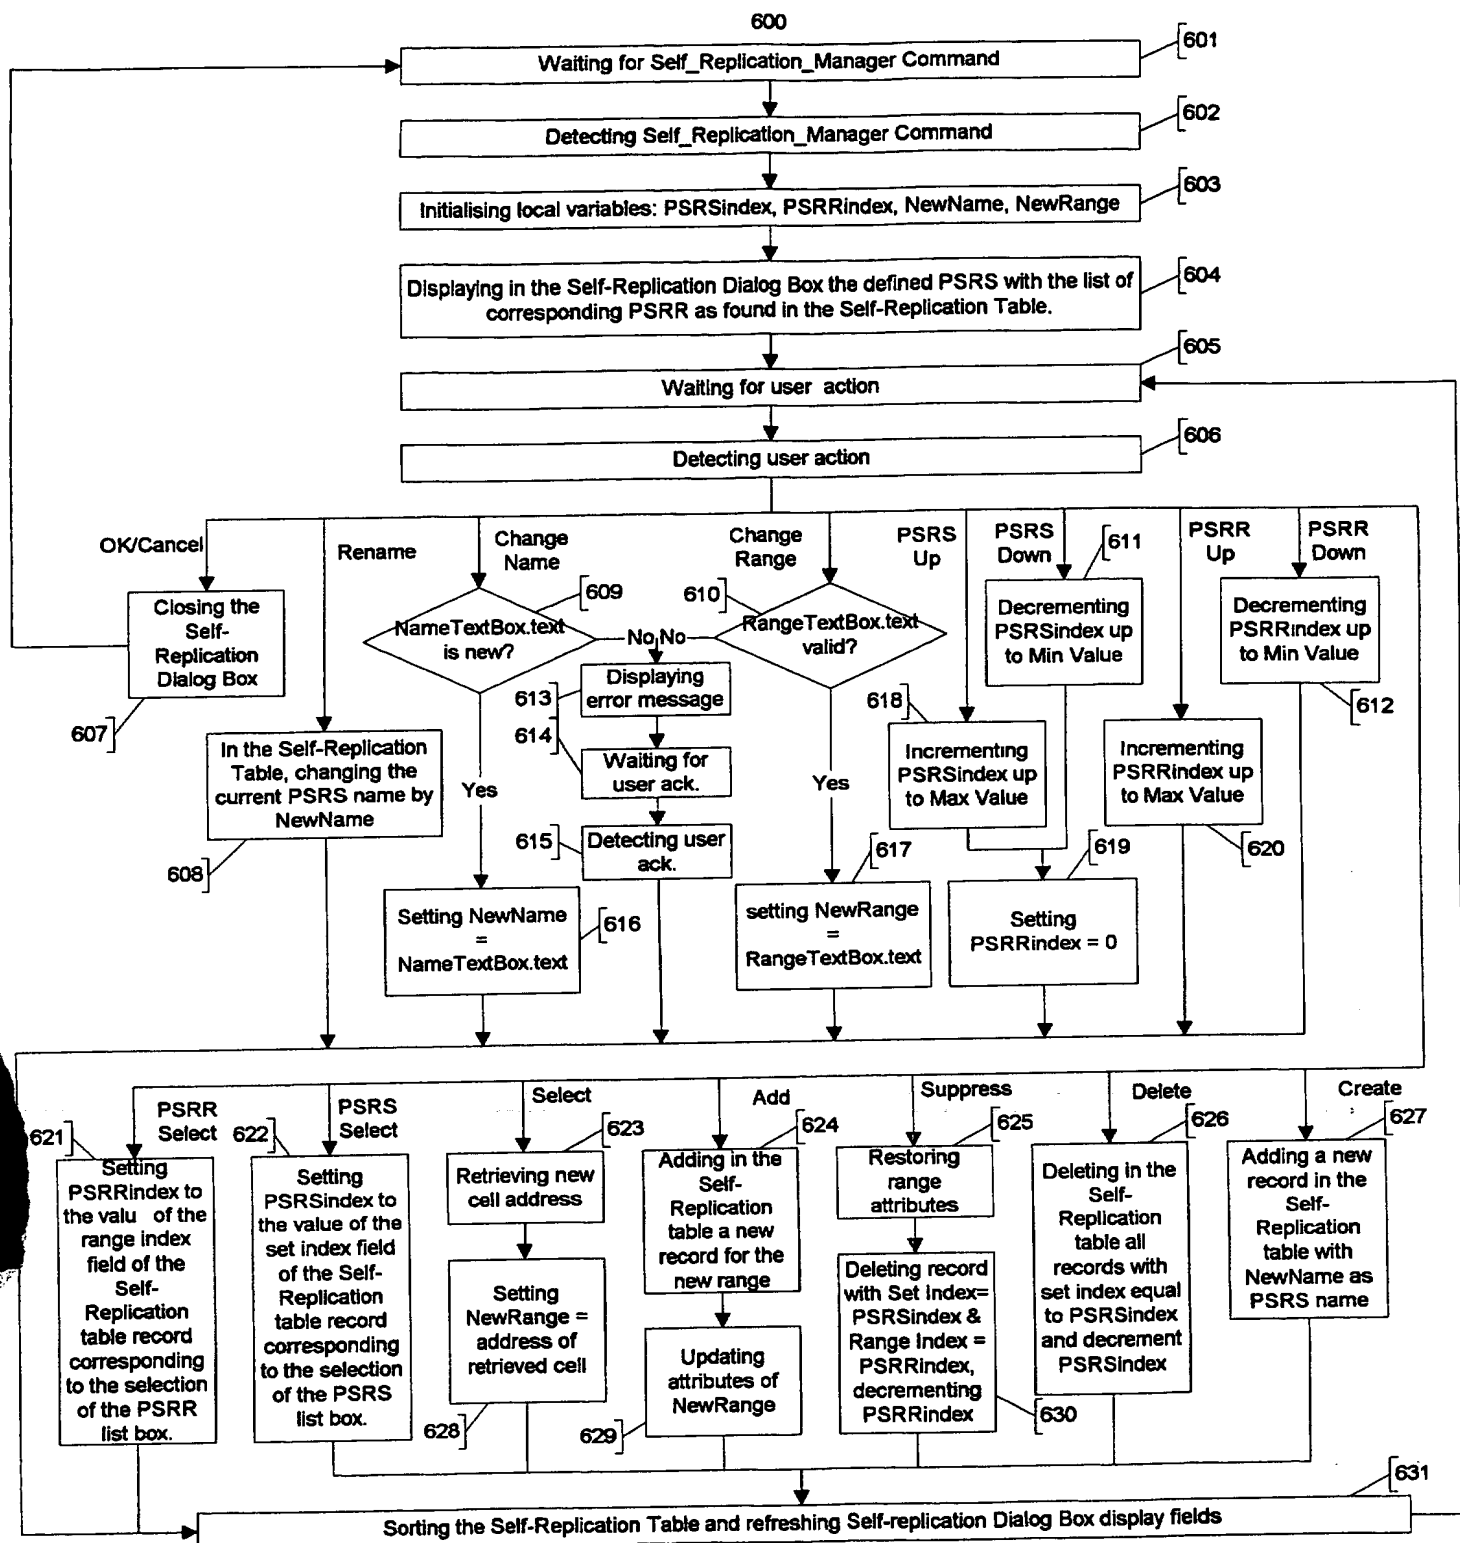 600
601
Waiting for Self_Replication_Manager Command
602
Detecting Self_Replication_Manager Command
603
Initialising local variables: PSRSindex, PSRRindex, NewName, NewRange
604
Displaying in the Self-Replication Dialog Box the defined PSRS with the list of
corresponding PSRR as found in the Self-Replication Table.
605
Waiting for user action
606
Detecting user action
OK/Cancel
Rename
Change
Name
Change
Range
PSRS
Up
PSRS
Down
611
PSRR
Up
PSRR
Down
Closing the
Self-
Replication
Dialog Box
607
609
NameTextBox.text
is new?
610
RangeTextBox.text
valid?
No
No
Decrementing
PSRSindex up
to Min Value
Decrementing
PSRRindex up
to Min Value
612
613
Displaying
error message
614
Waiting for
user ack.
615
Detecting user
ack.
618
Incrementing
PSRSindex up
to Max Value
Incrementing
PSRRindex up
to Max Value
620
In the Self-Replication
Table, changing the
current PSRS name by
NewName
608
Yes
Yes
Setting NewName
=
NameTextBox.text
616
617
setting NewRange
=
RangeTextBox.text
619
Setting
PSRRindex = 0
PSRR
Select
PSRS
Select
Select
Add
Suppress
Delete
Create
621
Setting
PSRRindex to
the valu of the
range index
field of the
Self-
Replication
table record
corresponding
to the selection
of the PSRR
list box.
622
Setting
PSRSindex to
the value of the
set index field
of the Self-
Replication
table record
corresponding
to the selection
of the PSRS
list box.
623
Retrieving new
cell address
Setting
NewRange =
address of
retrieved cell
628
624
Adding in the
Self-
Replication
table a new
record for the
new range
Updating
attributes of
NewRange
629
625
Restoring
range
attributes
Deleting record
with Set Index=
PSRSindex &
Range Index =
PSRRindex,
decrementing
PSRRindex
630
626
Deleting in the
Self-
Replication
table all
records with
set index equal
to PSRSindex
and decrement
PSRSindex
627
Adding a new
record in the
Self-
Replication
table with
NewName as
PSRS name
631
Sorting the Self-Replication Table and refreshing Self-replication Dialog Box display fields